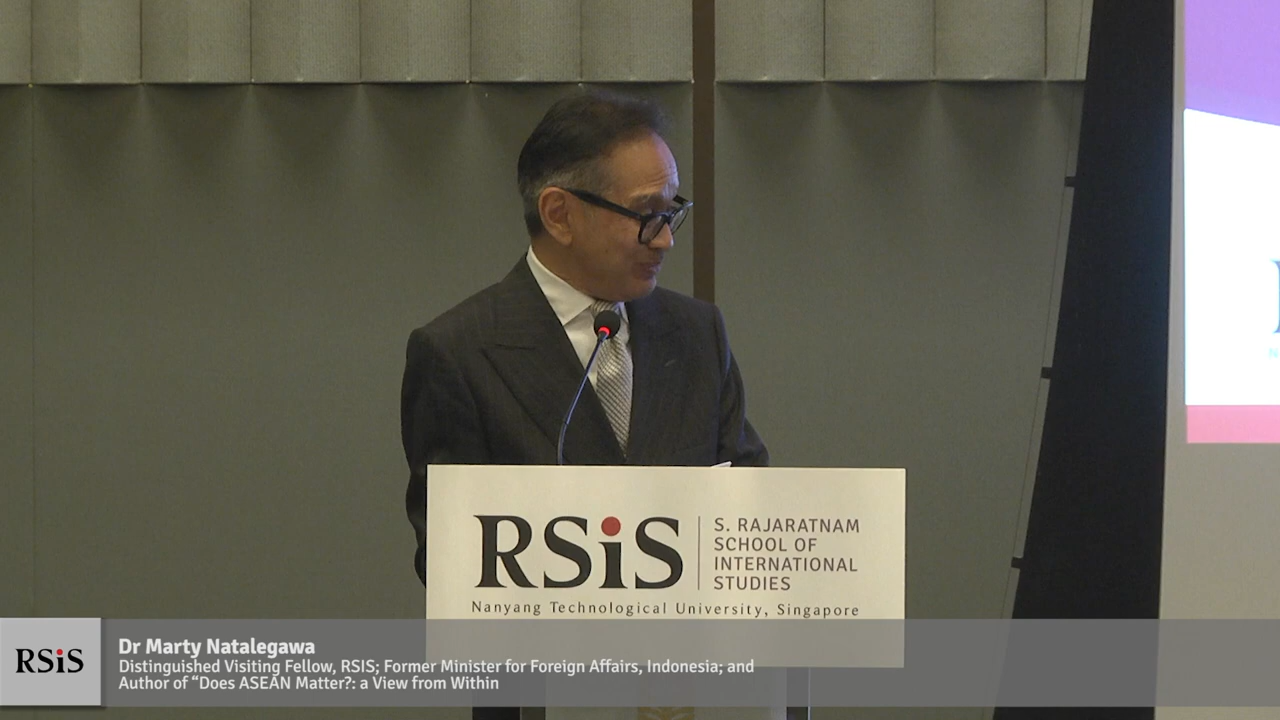 RSiS
S. RAJARATNAM
SCHOOL OF
INTERNATIONAL
STUDIES
Nanyang Technological University, Singapore
RSiS
Dr Marty Natalegawa
Distinguished Visiting Fellow, RSIS; Former Minister for Foreign Affairs, Indonesia; and
Author of “Does ASEAN Matter?: a View from Within